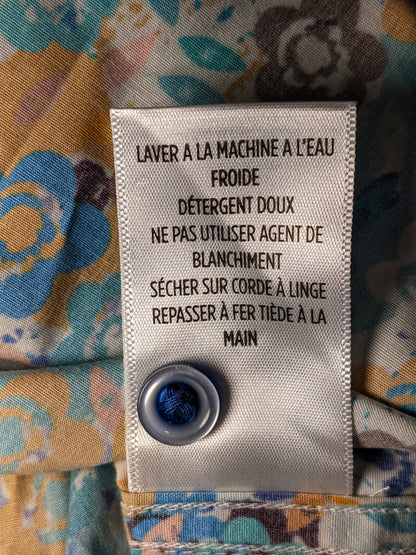 LAVER A LA MACHINE A L'EAU
FROIDE
DÉTERGENT DOUX
NE PAS UTILISER AGENT DE
BLANCHIMENT
SÉCHER SUR CORDE À LINGE
REPASSER À FER TIÈDE À LA
MAIN